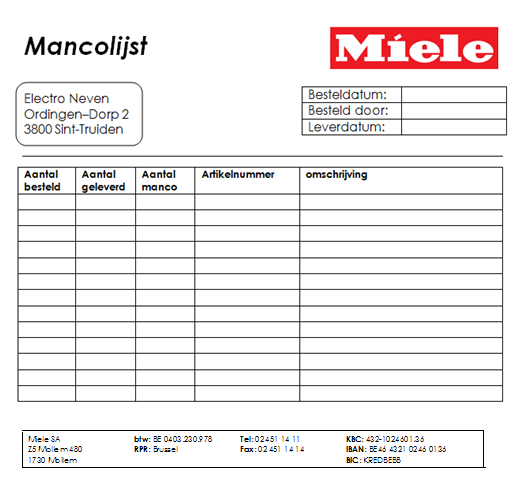 Mancolijst
Miele
Electro Neven
Ordingen–Dorp 2
3800 Sint-Truiden
Besteldatum:
Besteld door:
Leverdatum:
Aantal besteld
Aantal geleverd
Aantal manco
Artikelnummer
omschrijving
Miele SA
Z5 Mollem 480
1730 Mollem
btw: BE 0403.230.978
RPR: Brussel
Tel: 02 451 14 11
Fax: 02 451 14 14
KBC: 432-1024601.36
IBAN: BE46 4321 0246 0136
BIC: KREDBEBB